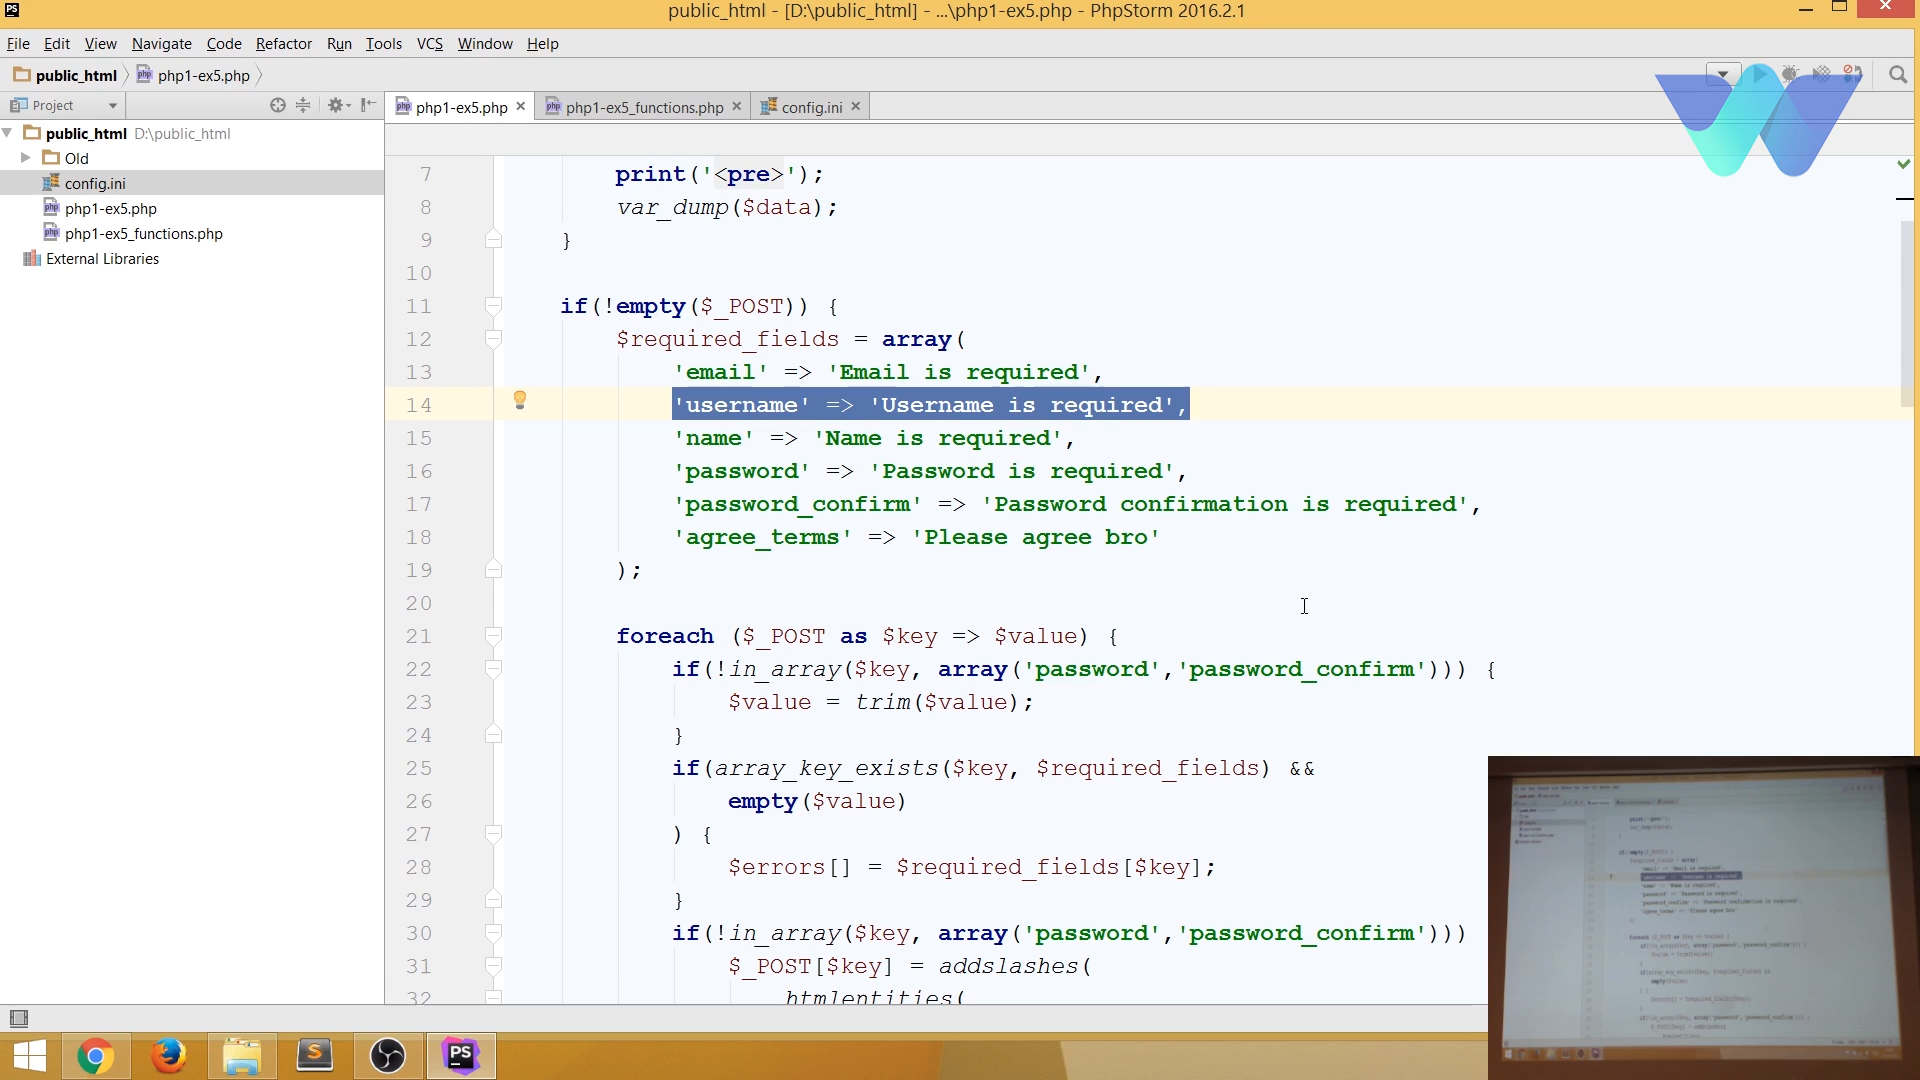 public_html - [D:\public_html] - ...\php1-ex5.php - PhpStorm 2016.2.1
File Edit View Navigate Code Refactor Run Tools VCS Window Help
public_html php1-ex5.php
Project
php1-ex5.php php1-ex5_functions.php config.ini
public_html D:\public_html
Old
config.ini
php1-ex5.php
php1-ex5_functions.php
External Libraries
7 print('<pre>');
8 var_dump($data);
9 }
10
11 if(!empty($_POST)) {
12 $required_fields = array(
13 'email' => 'Email is required',
14 'username' => 'Username is required',
15 'name' => 'Name is required',
16 'password' => 'Password is required',
17 'password_confirm' => 'Password confirmation is required',
18 'agree_terms' => 'Please agree bro'
19 );
20
21 foreach ($_POST as $key => $value) {
22 if(!in_array($key, array('password','password_confirm'))) {
23 $value = trim($value);
24 }
25 if(array_key_exists($key, $required_fields) &&
26 empty($value)
27 ) {
28 $errors[] = $required_fields[$key];
29 }
30 if(!in_array($key, array('password','password_confirm')))
31 $_POST[$key] = addslashes(
32 htmlentities(